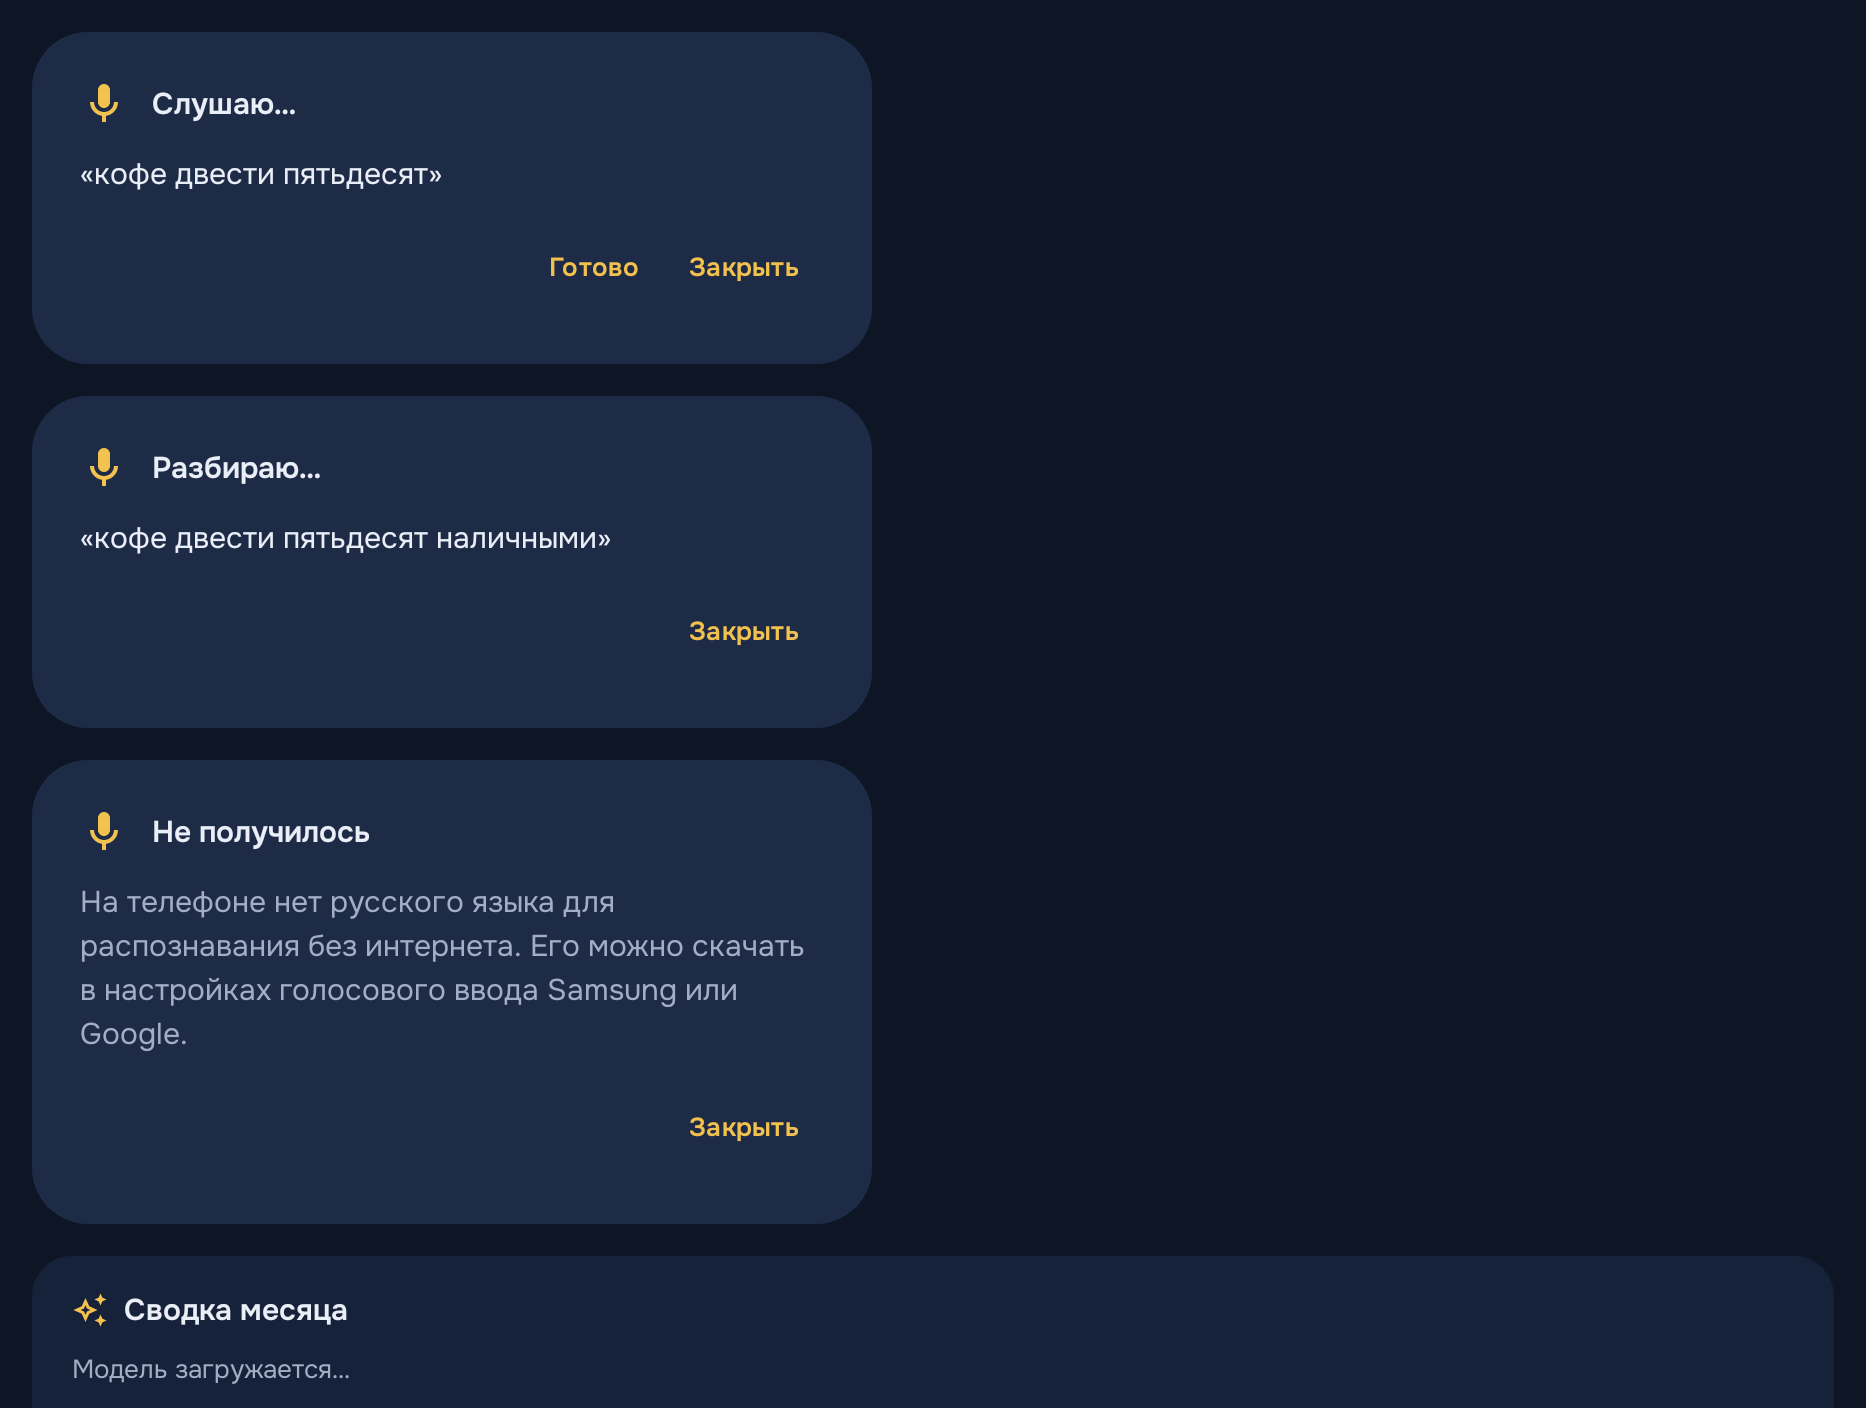 Слушаю...
«кофе двести пятьдесят»
Готово Закрыть
Разбираю...
«кофе двести пятьдесят наличными»
Закрыть
Не получилось
На телефоне нет русского языка для
распознавания без интернета. Его можно скачать
в настройках голосового ввода Samsung или
Google.
Закрыть
Сводка месяца
Модель загружается...